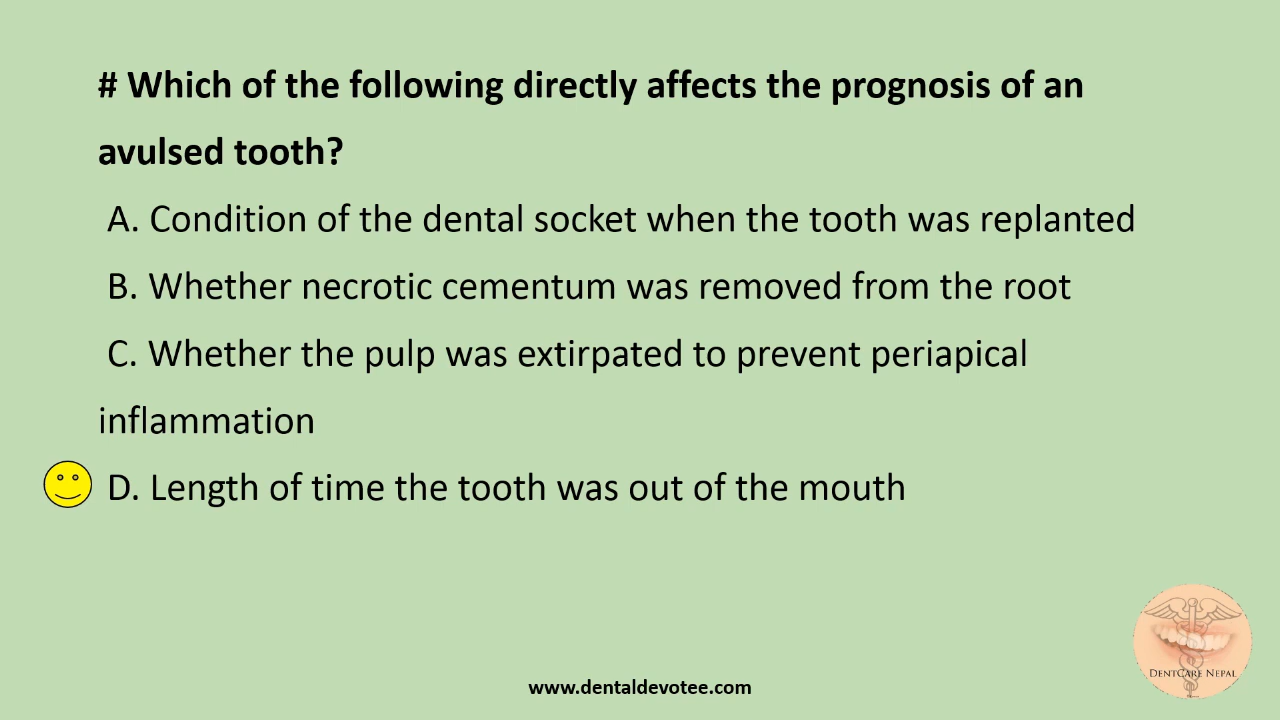 # Which of the following directly affects the prognosis of an
avulsed tooth?
A. Condition of the dental socket when the tooth was replanted
B. Whether necrotic cementum was removed from the root
C. Whether the pulp was extirpated to prevent periapical
inflammation
D. Length of time the tooth was out of the mouth
DENTCARE NEPAL
www.dentaldevotee.com